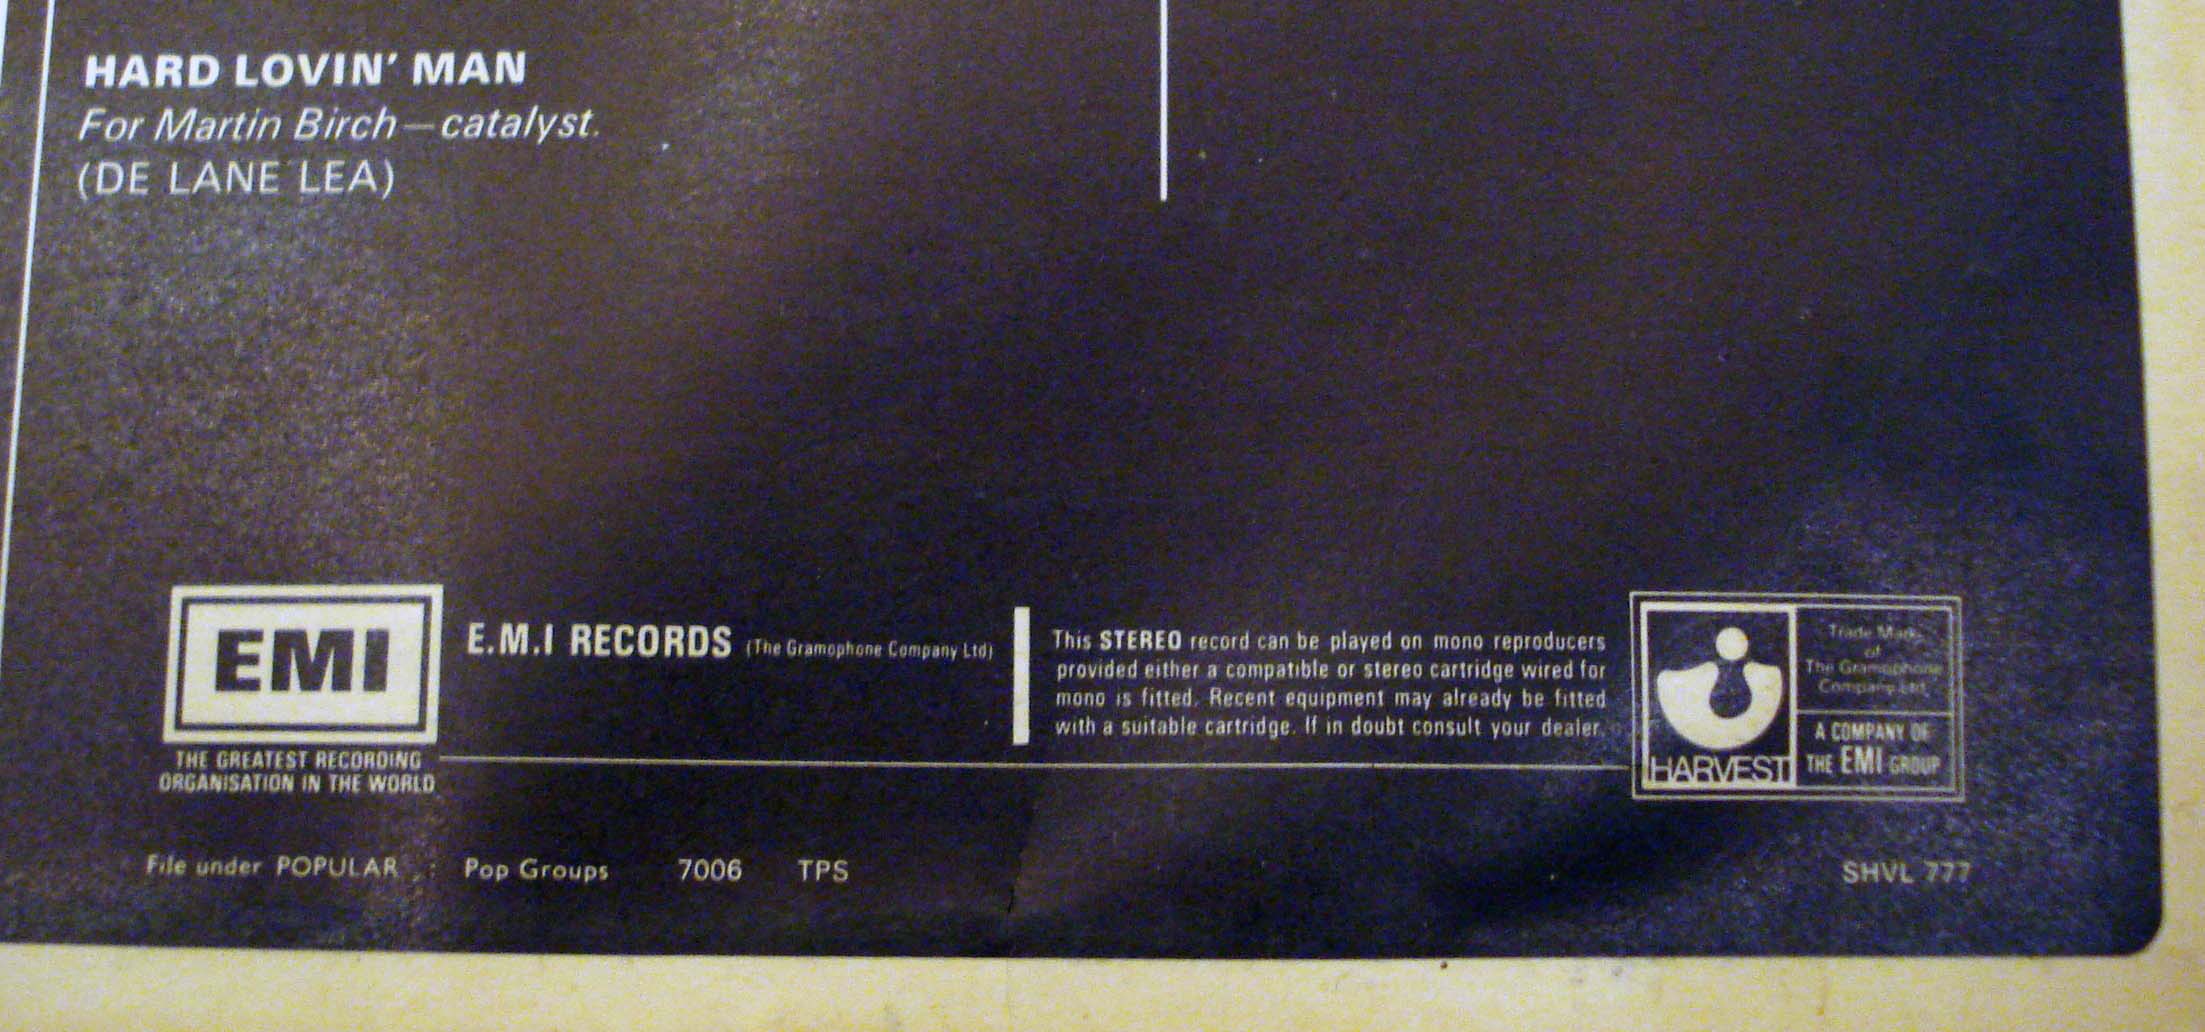 HARD LOVIN' MAN
For Martin Birch—catalyst.
(DE LANE LEA)
EMI
THE GREATEST RECORDING
ORGANISATION IN THE WORLD
E.M.I RECORDS (The Gramophone Company Ltd)
This STEREO record can be played on mono reproducers
provided either a compatible or stereo cartridge wired for
mono is fitted. Recent equipment may already be fitted
with a suitable cartridge. If in doubt consult your dealer.
HARVEST
Trade Mark
of
The Gramophone
Company Ltd.
A COMPANY OF
THE EMI GROUP
File under POPULAR : Pop Groups 7006 TPS
SHVL 777